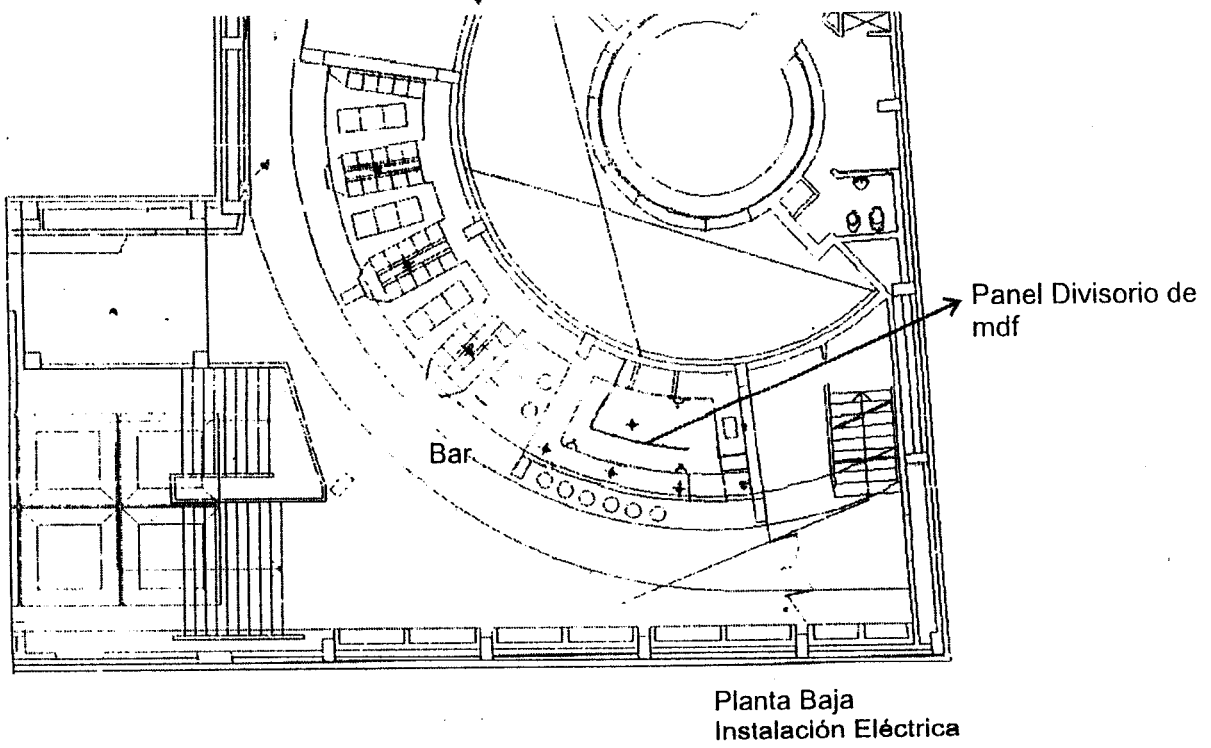 Panel Divisorio de
mdf
Bar
Planta Baja
Instalación Eléctrica